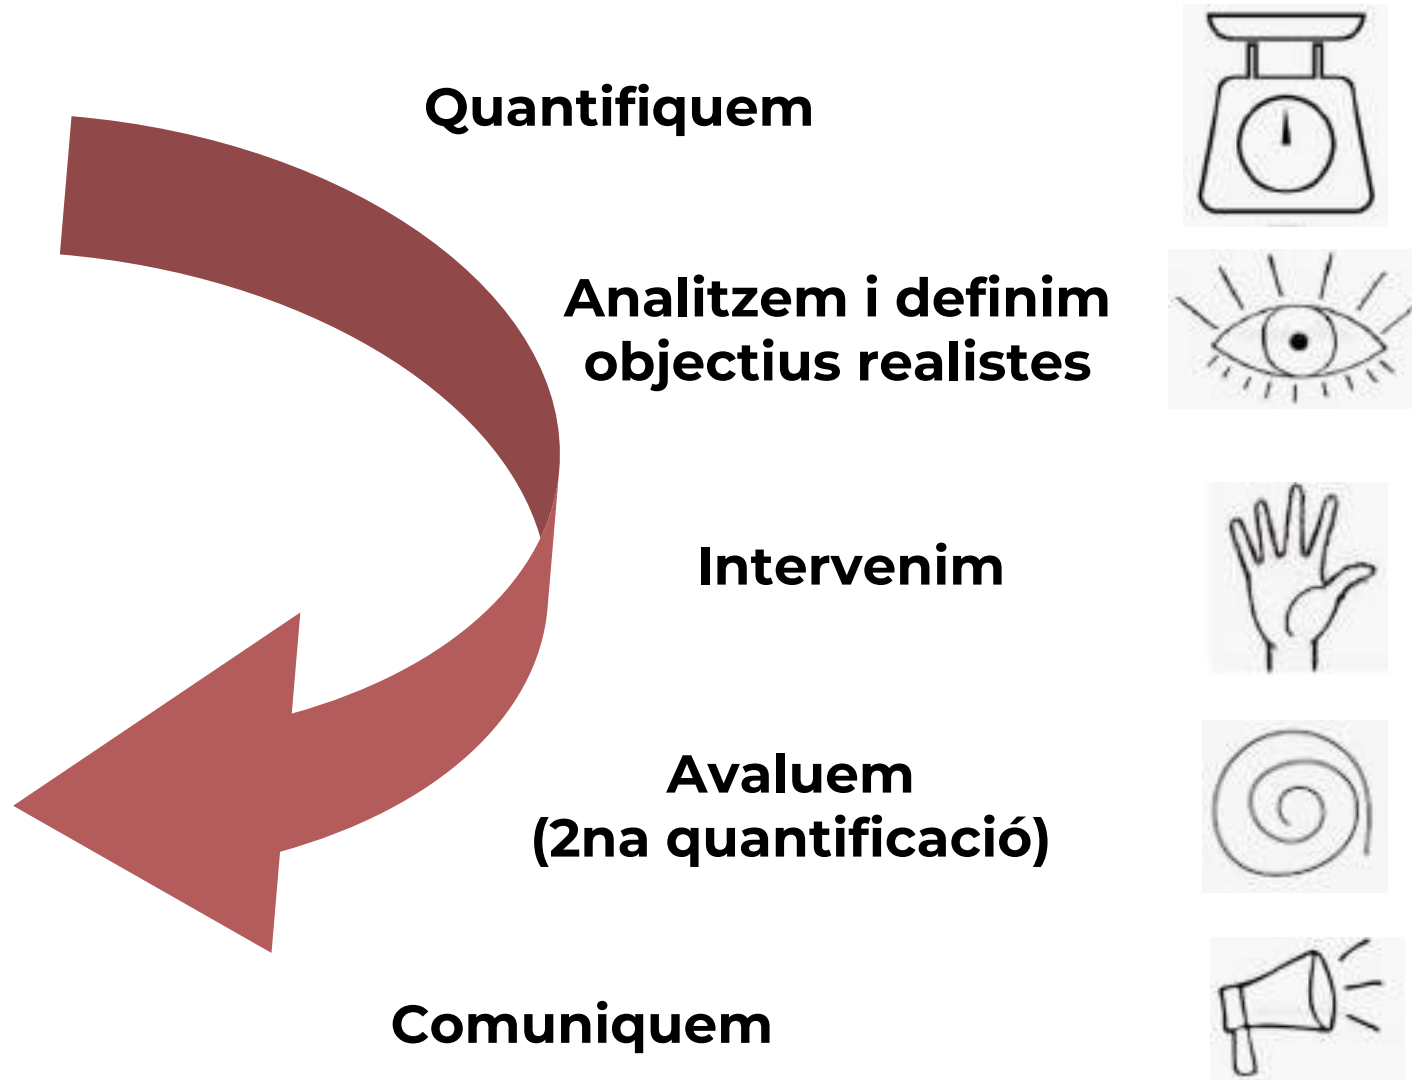 Quantifiquem
Analitzem i definim
objectius realistes
Intervenim
Avaluem
(2na quantificació)
Comuniquem